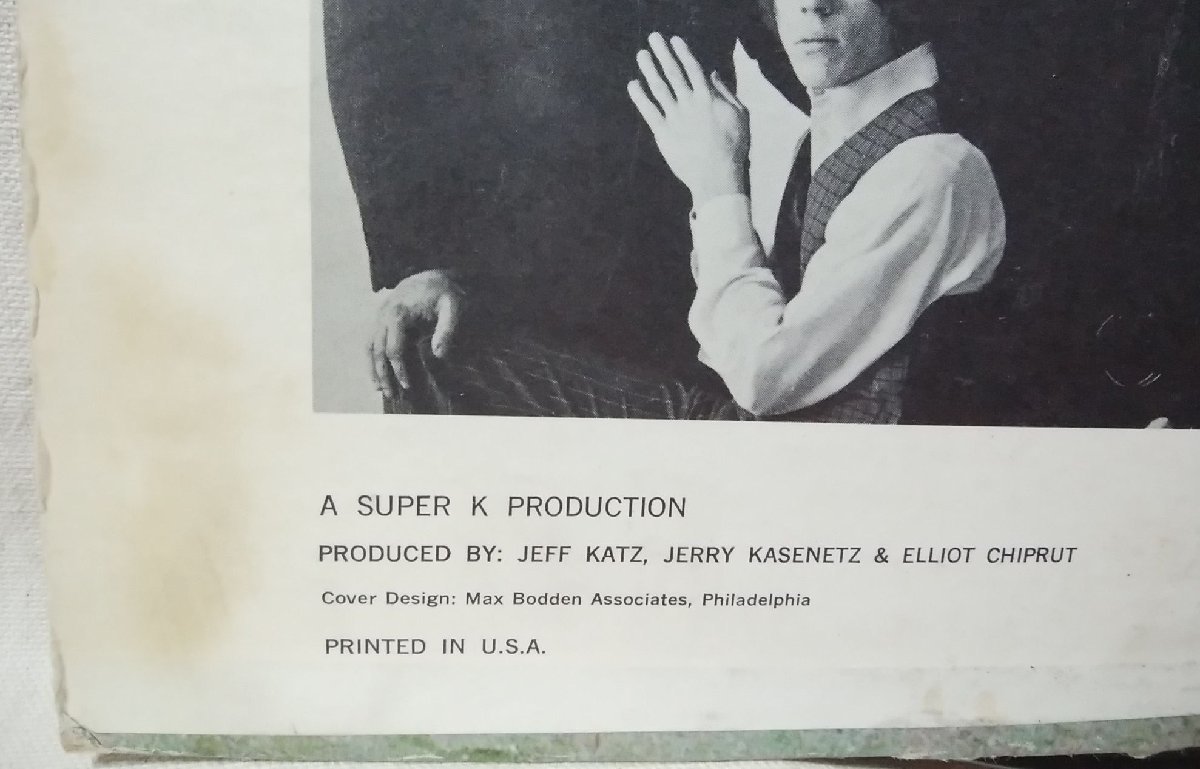 A SUPER K PRODUCTION
PRODUCED BY: JEFF KATZ, JERRY KASENETZ & ELLIOT CHIPRUT
Cover Design: Max Bodden Associates, Philadelphia
PRINTED IN U.S.A.